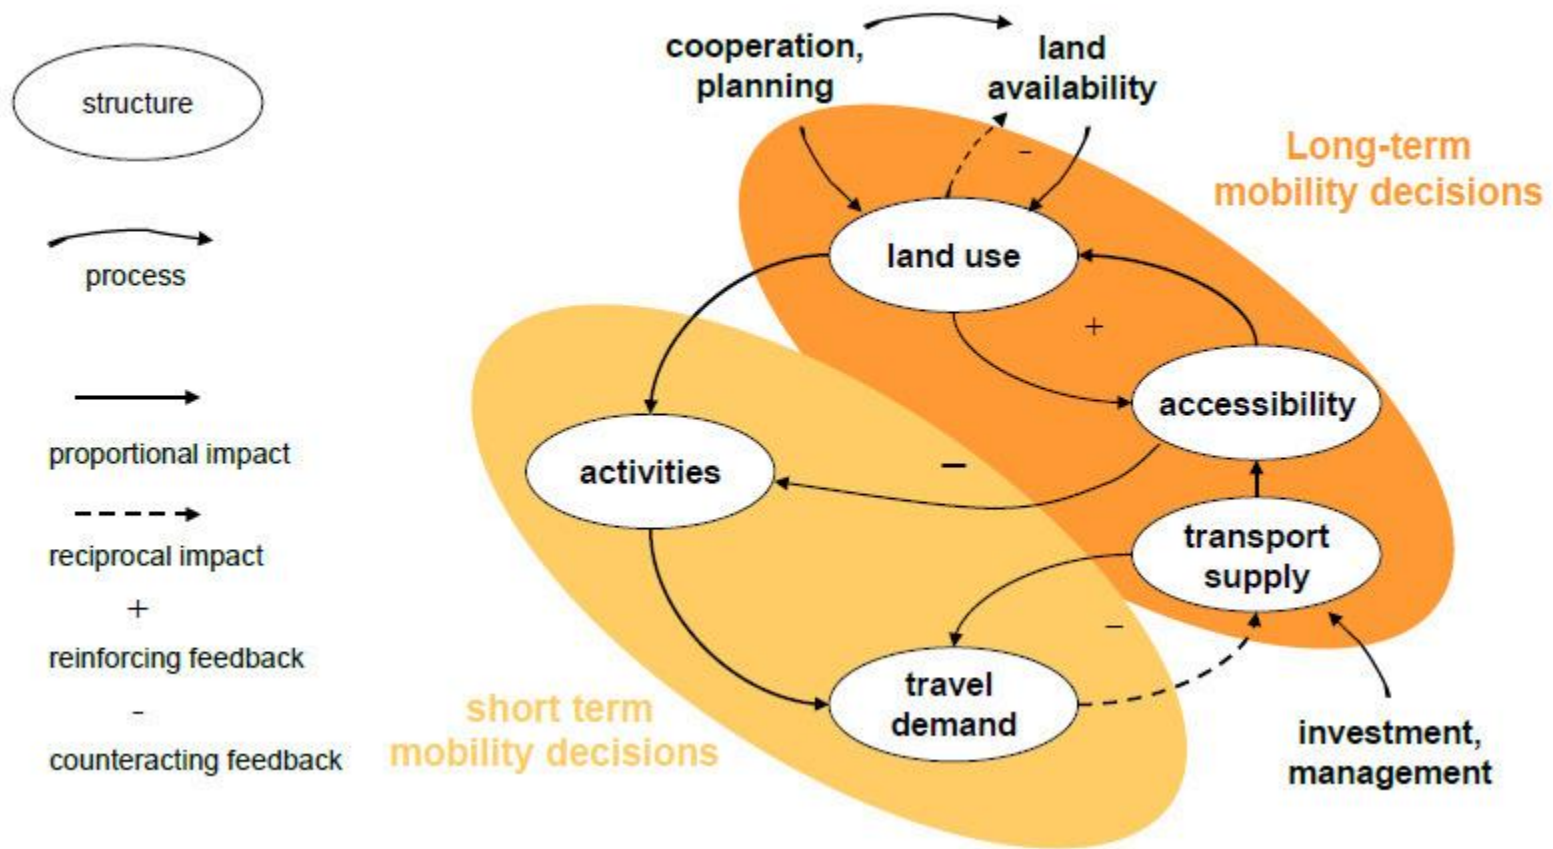 structure
process
proportional impact
reciprocal impact
+
reinforcing feedback
-
counteracting feedback
cooperation,
planning
land
availability
Long-term
mobility decisions
-
land use
+
accessibility
activities
–
transport
supply
–
travel
demand
short term
mobility decisions
investment,
management